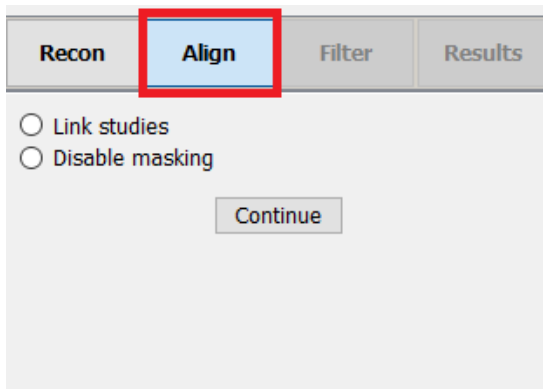 Recon Align Filter Results
Link studies
Disable masking
Continue